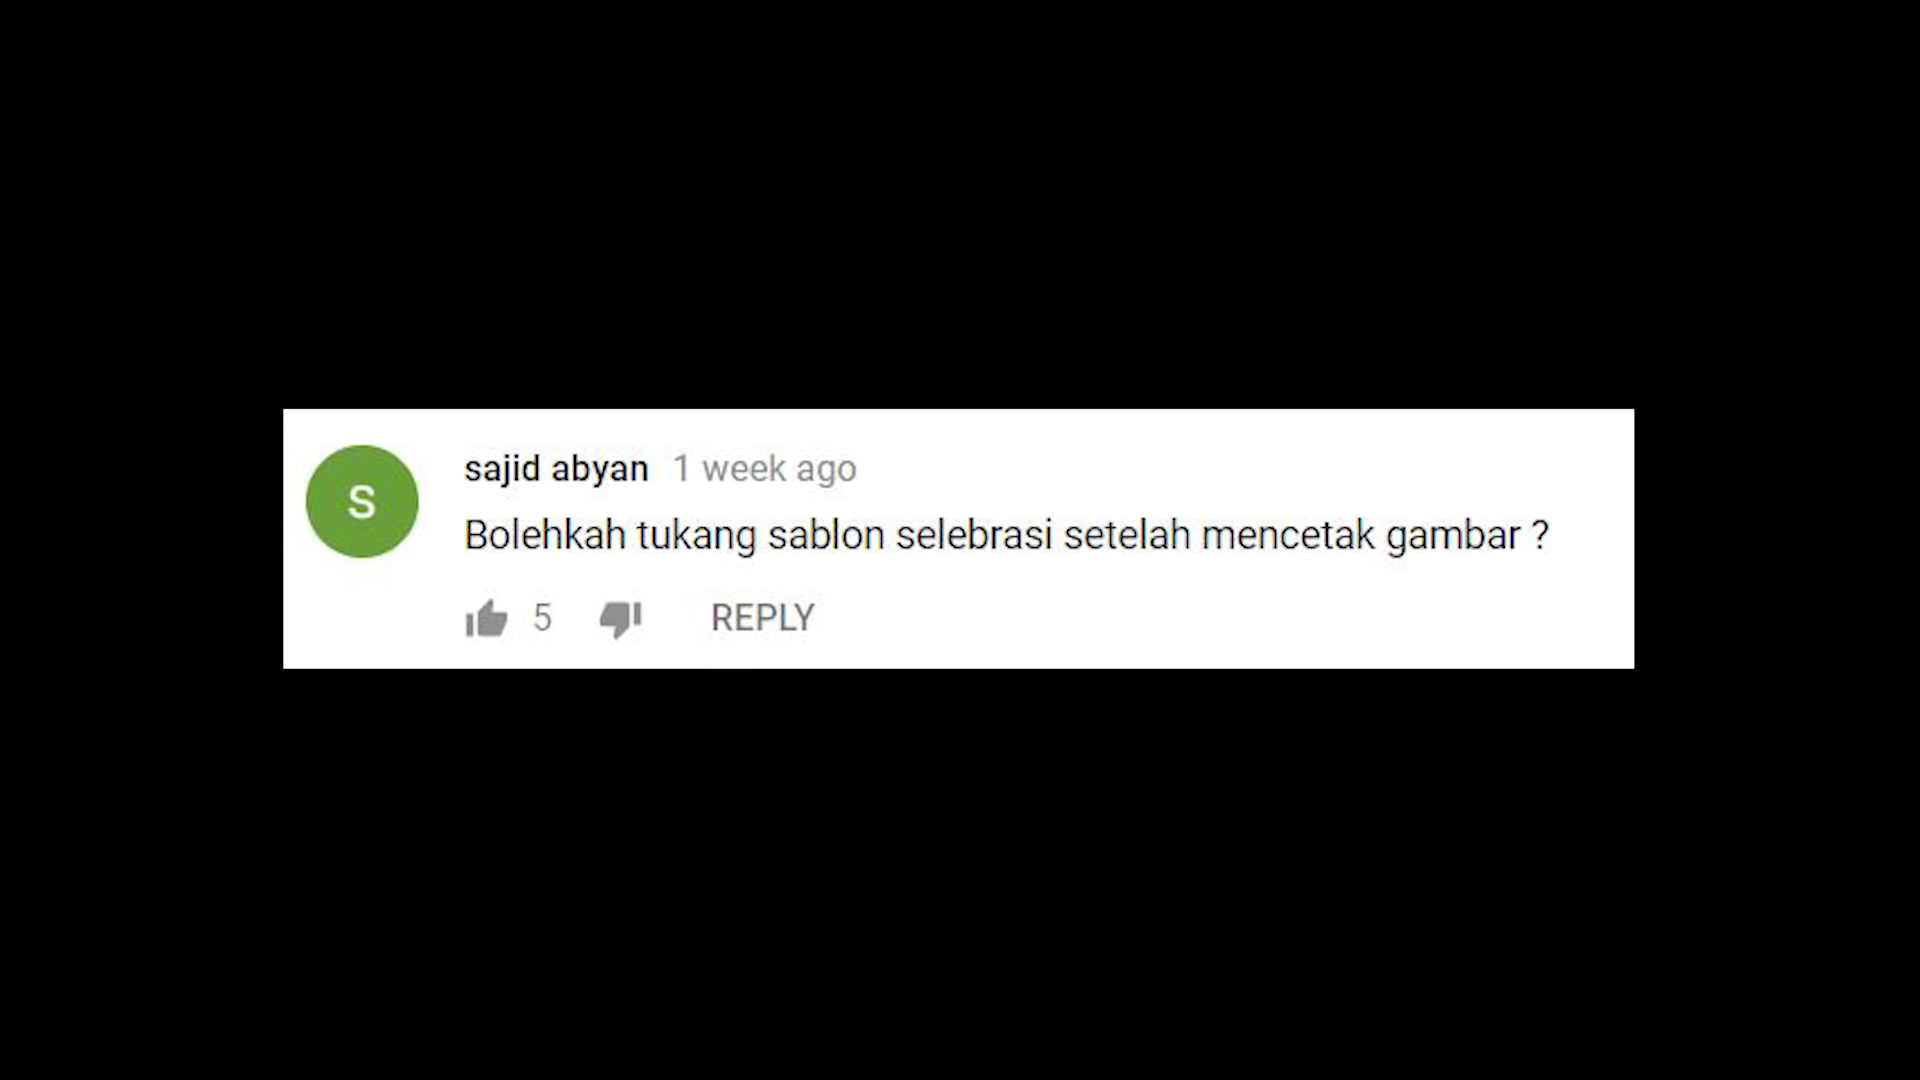 S
sajid abyan 1 week ago
Bolehkah tukang sablon selebrasi setelah mencetak gambar ?
5 REPLY